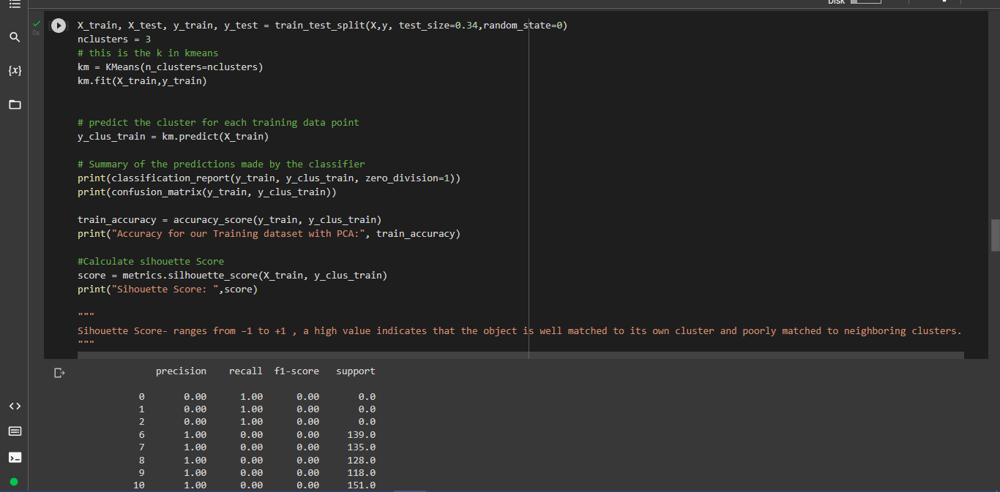 Disk
X_train, X_test, y_train, y_test = train_test_split(X,y, test_size=0.34,random_state=0)
0s
nclusters = 3
# this is the k in kmeans
{x}
km = KMeans(n_clusters=nclusters)
km.fit(X_train,y_train)
# predict the cluster for each training data point
y_clus_train = km.predict(X_train)
# Summary of the predictions made by the classifier
print(classification_report(y_train, y_clus_train, zero_division=1))
print(confusion_matrix(y_train, y_clus_train))
train_accuracy = accuracy_score(y_train, y_clus_train)
print("Accuracy for our Training dataset with PCA:", train_accuracy)
#Calculate sihouette Score
score = metrics.silhouette_score(X_train, y_clus_train)
print("Sihouette Score: ",score)
"""
Sihouette Score- ranges from −1 to +1 , a high value indicates that the object is well matched to its own cluster and poorly matched to neighboring clusters.
"""
precision recall f1-score support
0 0.00 1.00 0.00 0.0
1 0.00 1.00 0.00 0.0
2 0.00 1.00 0.00 0.0
6 1.00 0.00 0.00 139.0
7 1.00 0.00 0.00 135.0
8 1.00 0.00 0.00 128.0
9 1.00 0.00 0.00 118.0
10 1.00 0.00 0.00 151.0